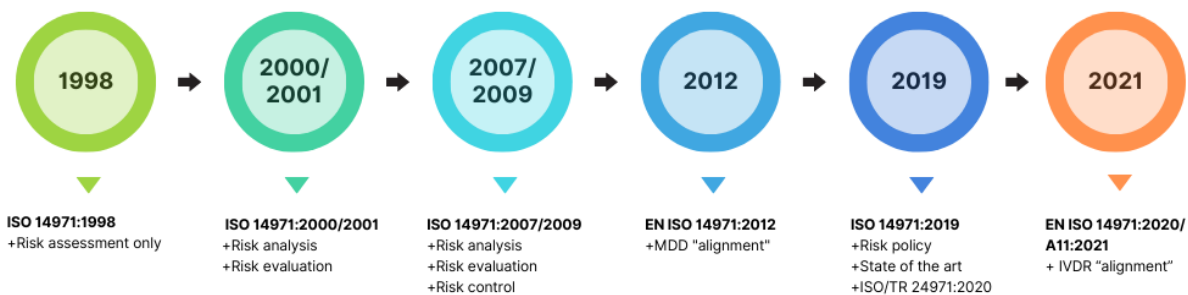 1998
2000/
2001
2007/
2009
2012
2019
2021
ISO 14971:1998
+Risk assessment only
ISO 14971:2000/2001
+Risk analysis
+Risk evaluation
ISO 14971:2007/2009
+Risk analysis
+Risk evaluation
+Risk control
EN ISO 14971:2012
+MDD "alignment"
ISO 14971:2019
+Risk policy
+State of the art
+ISO/TR 24971:2020
EN ISO 14971:2020/
A11:2021
+ IVDR “alignment”